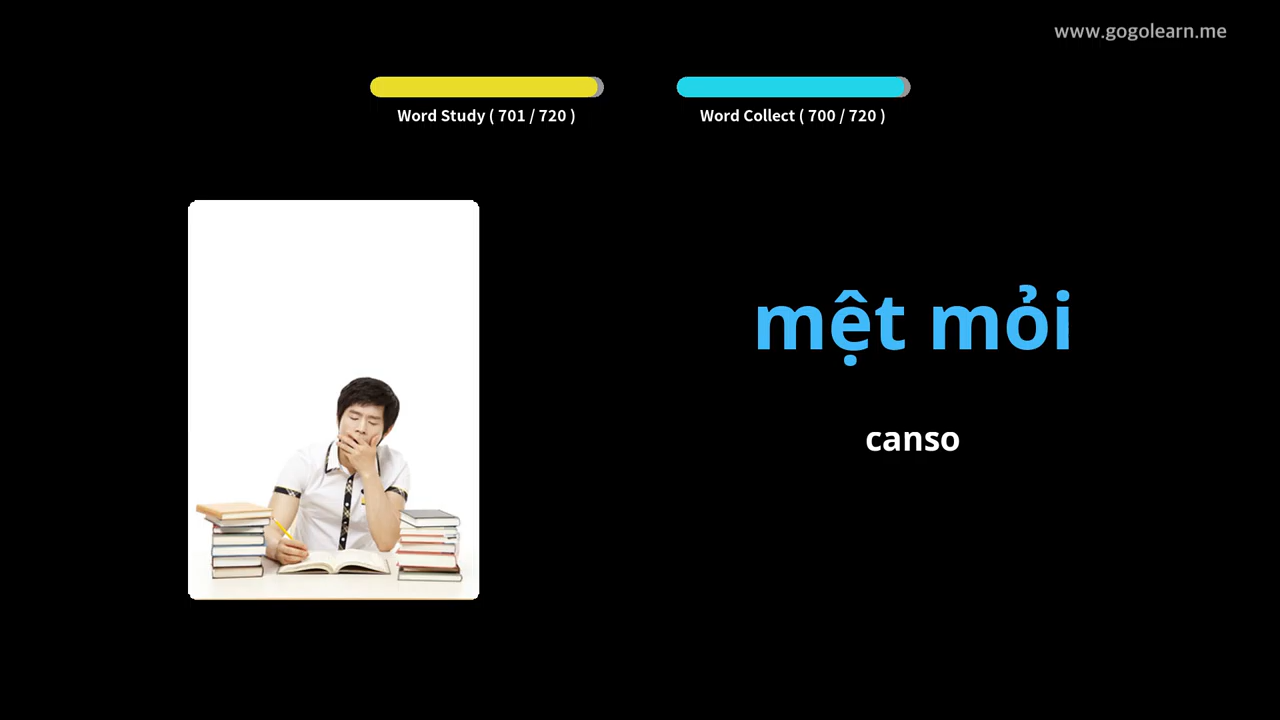 www.gogolearn.me
Word Study ( 701 / 720 )
Word Collect ( 700 / 720 )
mệt mỏi
canso